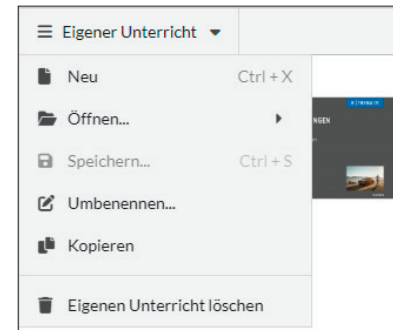 Eigener Unterricht
Neu Ctrl + X
Öffnen...
Speichern... Ctrl + S
Umbenennen...
Kopieren
Eigenen Unterricht löschen